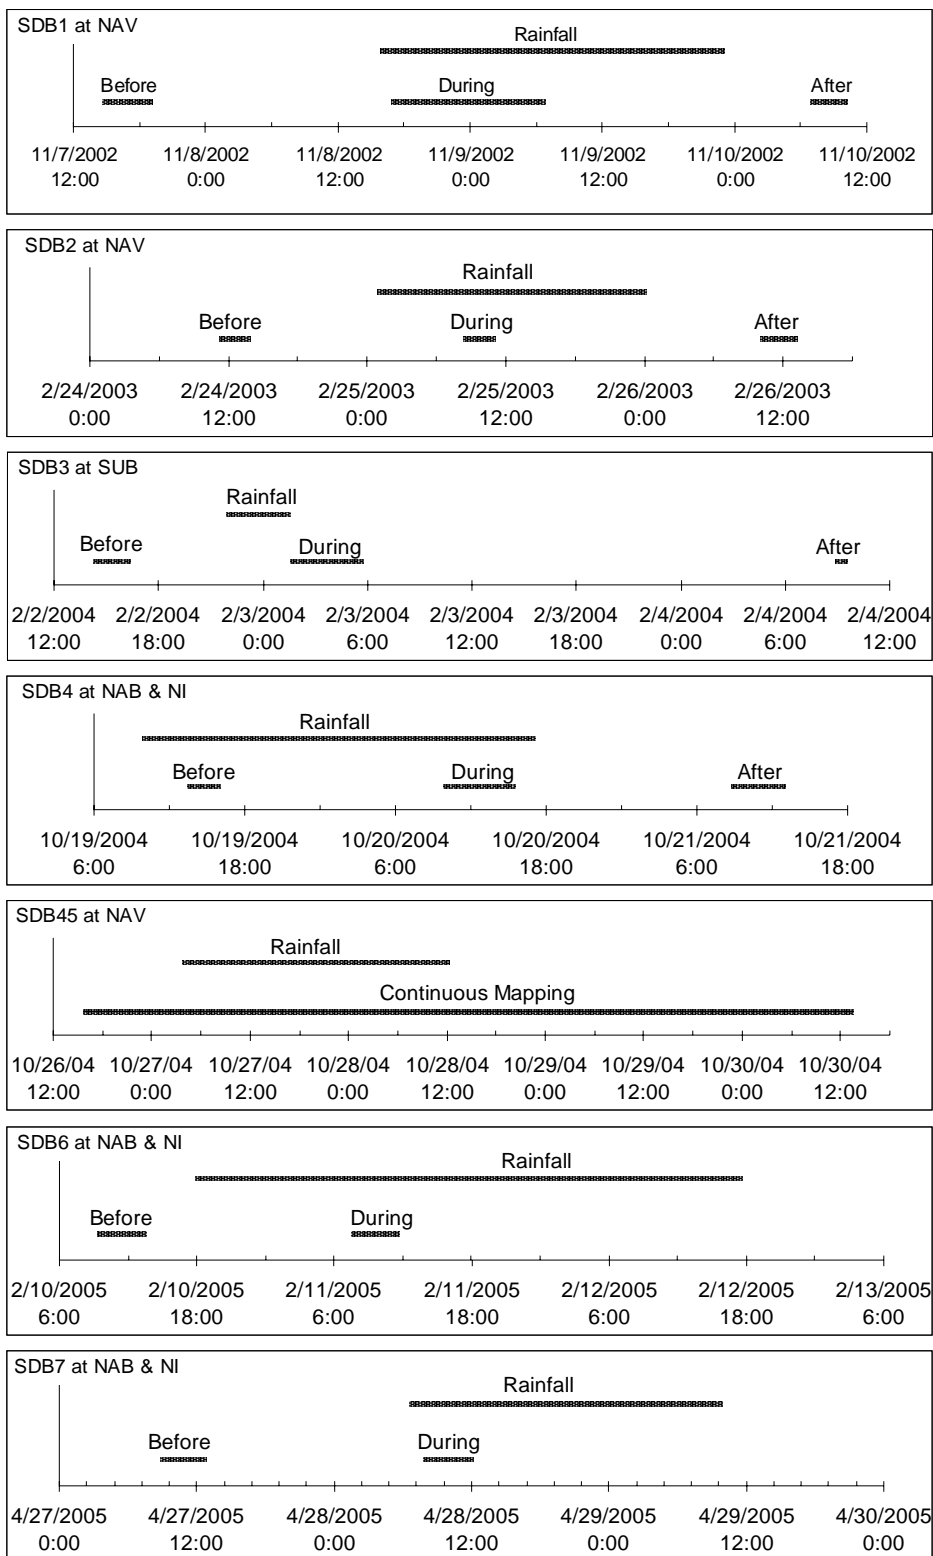 SDB1 at NAV
Rainfall
Before During After
11/7/2002 11/8/2002 11/8/2002 11/9/2002 11/9/2002 11/10/2002 11/10/2002
12:00 0:00 12:00 0:00 12:00 0:00 12:00
SDB2 at NAV
Rainfall
Before During After
2/24/2003 2/24/2003 2/25/2003 2/25/2003 2/26/2003 2/26/2003
0:00 12:00 0:00 12:00 0:00 12:00
SDB3 at SUB
Rainfall
Before During After
2/2/2004 2/2/2004 2/3/2004 2/3/2004 2/3/2004 2/3/2004 2/4/2004 2/4/2004 2/4/2004
12:00 18:00 0:00 6:00 12:00 18:00 0:00 6:00 12:00
SDB4 at NAB & NI
Rainfall
Before During After
10/19/2004 10/19/2004 10/20/2004 10/20/2004 10/21/2004 10/21/2004
6:00 18:00 6:00 18:00 6:00 18:00
SDB45 at NAV
Rainfall
Continuous Mapping
10/26/04 10/27/04 10/27/04 10/28/04 10/28/04 10/29/04 10/29/04 10/30/04 10/30/04
12:00 0:00 12:00 0:00 12:00 0:00 12:00 0:00 12:00
SDB6 at NAB & NI
Rainfall
Before During
2/10/2005 2/10/2005 2/11/2005 2/11/2005 2/12/2005 2/12/2005 2/13/2005
6:00 18:00 6:00 18:00 6:00 18:00 6:00
SDB7 at NAB & NI
Rainfall
Before During
4/27/2005 4/27/2005 4/28/2005 4/28/2005 4/29/2005 4/29/2005 4/30/2005
0:00 12:00 0:00 12:00 0:00 12:00 0:00